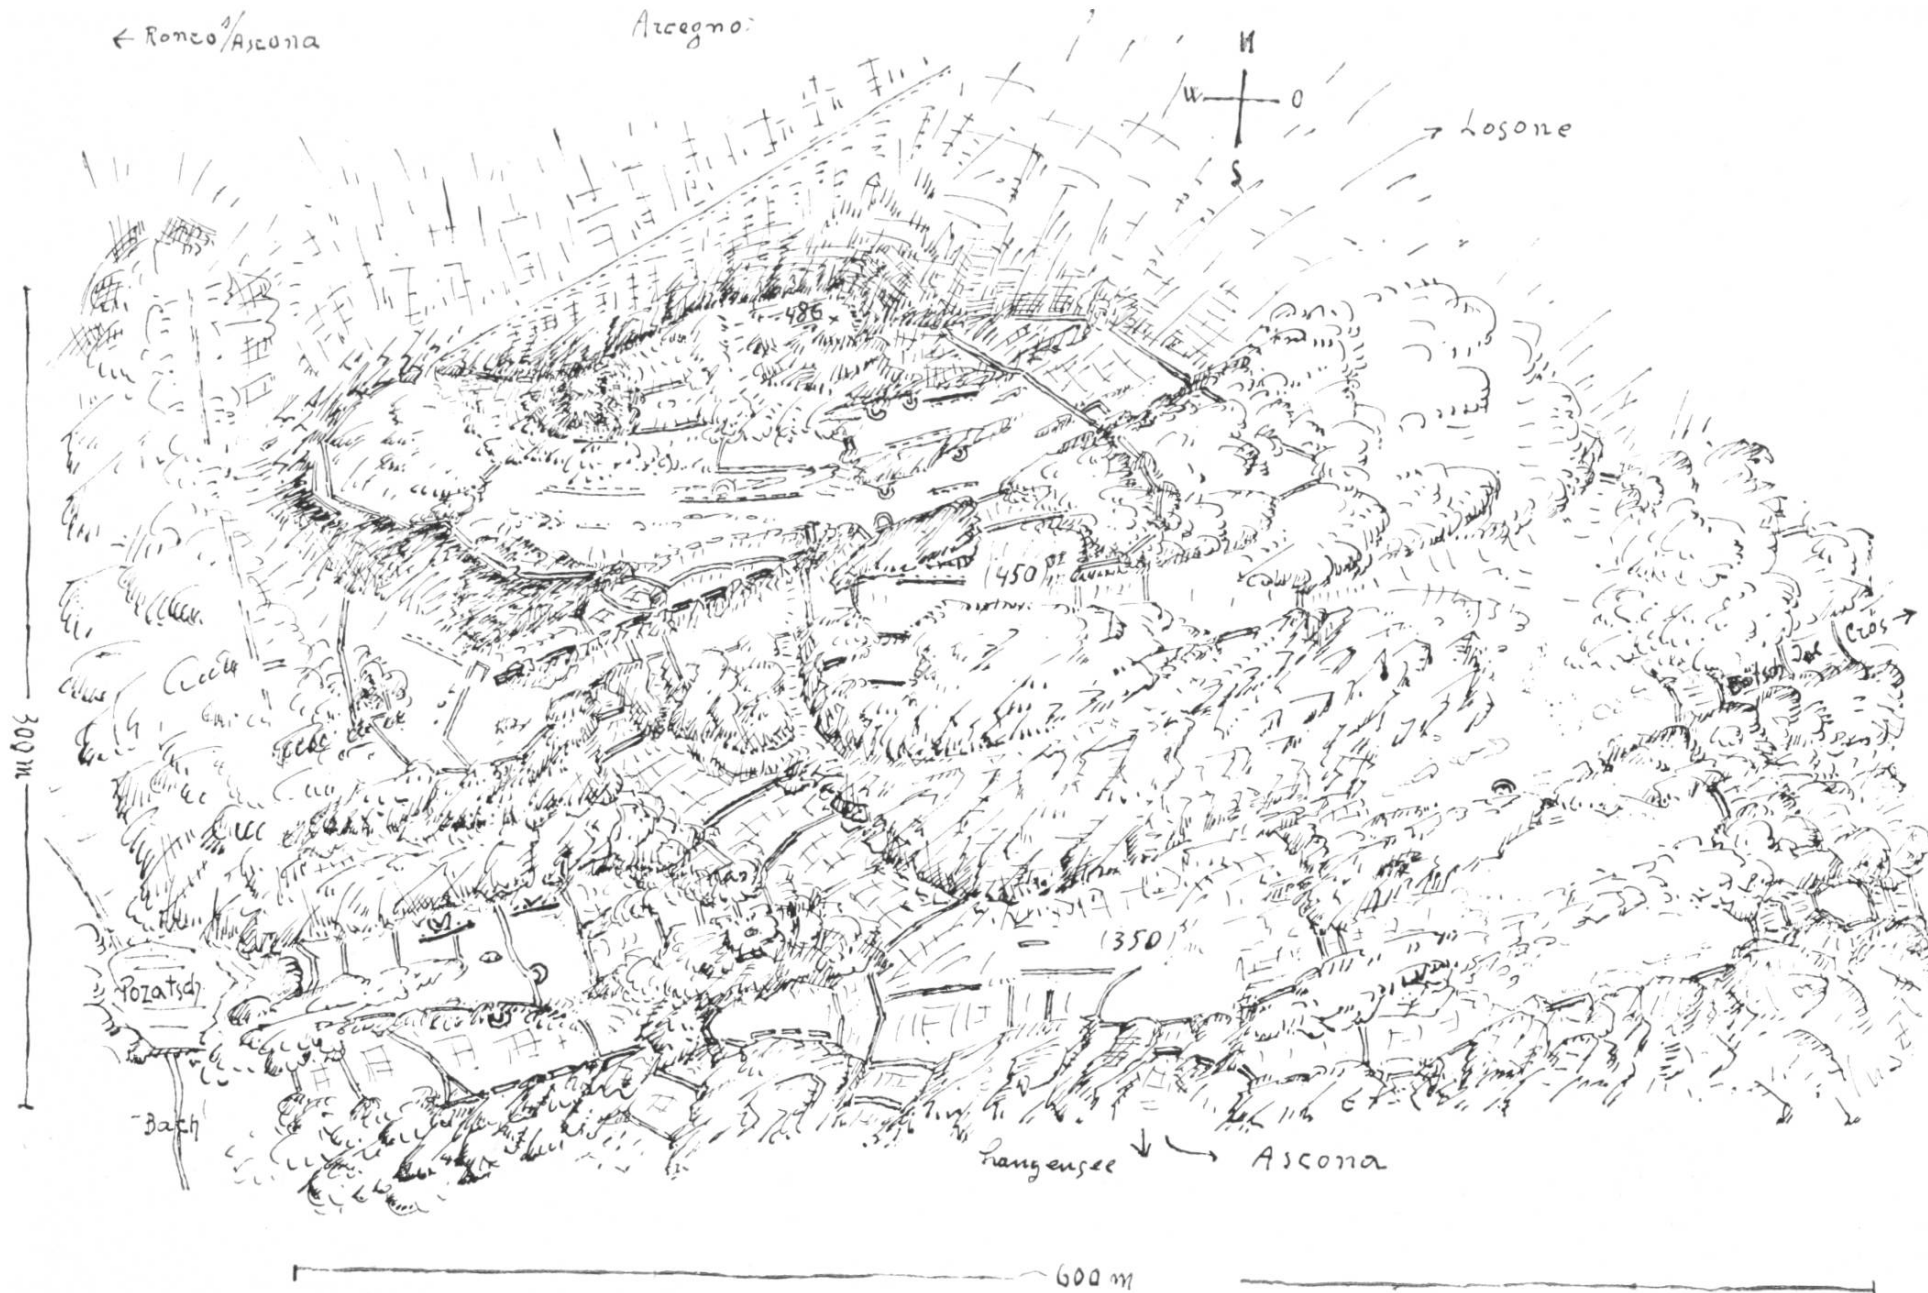 ← Ronco s/Ascona
Arcegno:
N
W O
S
→ Losone
486 x
(450)
300 m
Cros →
(350)
Pozatsch
Bach
Langensee ↓ → Ascona
600 m